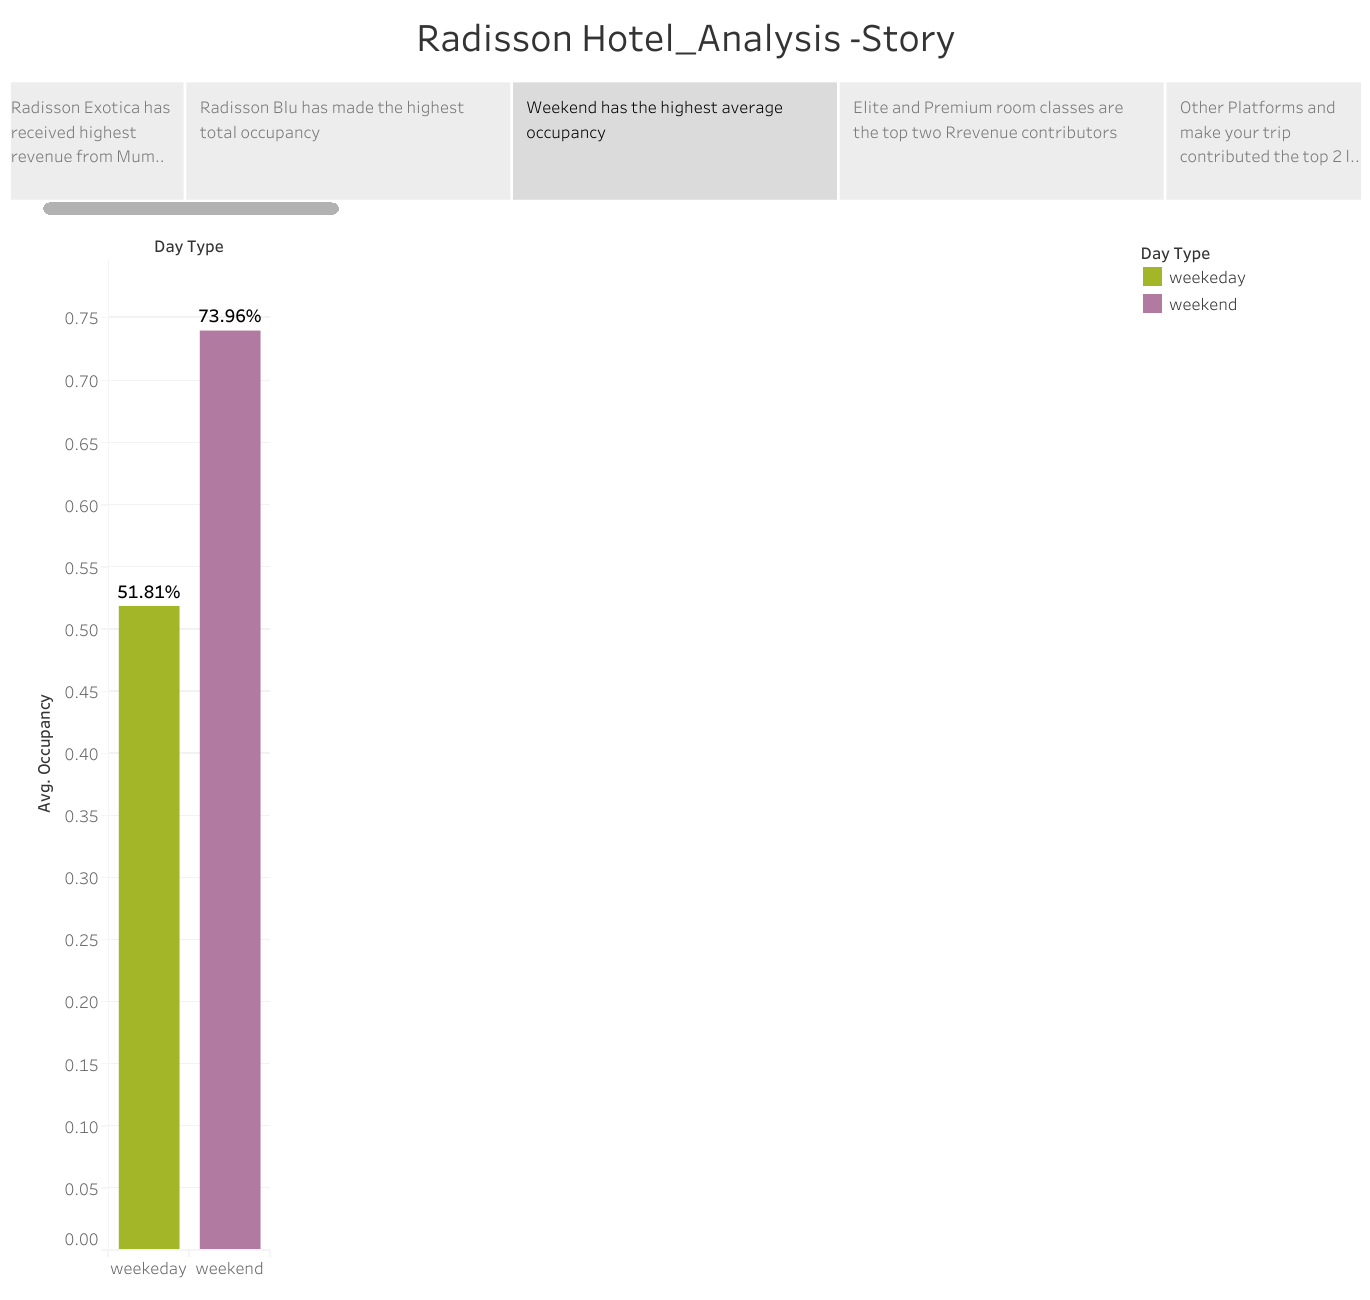 Radisson Hotel_Analysis -Story
Radisson Exotica has
received highest
revenue from Mum..
Radisson Blu has made the highest
total occupancy
Weekend has the highest average
occupancy
Elite and Premium room classes are
the top two Rrevenue contributors
Other Platforms and
make your trip
contributed the top 2 l..
Day Type
0.75
0.70
0.65
0.60
0.55
0.50
0.45
0.40
0.35
0.30
0.25
0.20
0.15
0.10
0.05
0.00
Avg. Occupancy
51.81%
73.96%
weekeday weekend
Day Type
weekeday
weekend